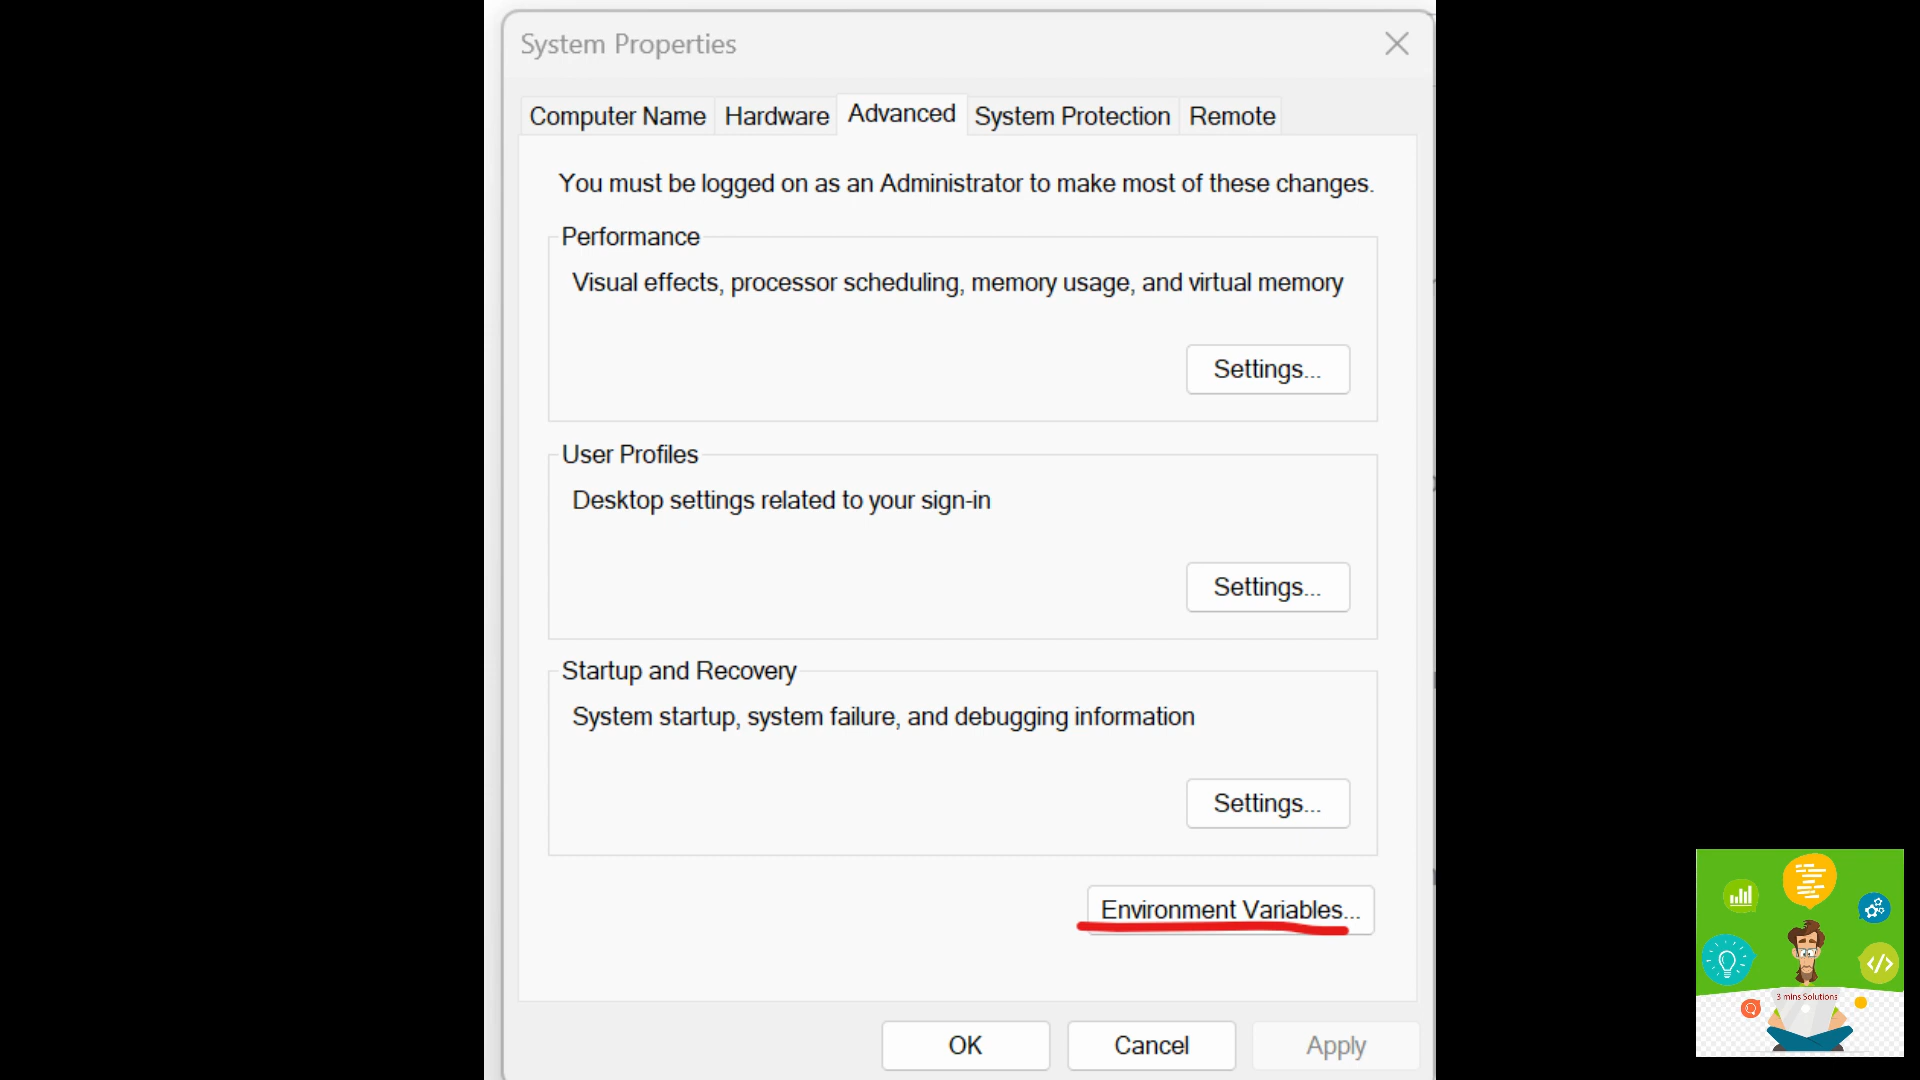 System Properties
Computer Name Hardware Advanced System Protection Remote
You must be logged on as an Administrator to make most of these changes.
Performance
Visual effects, processor scheduling, memory usage, and virtual memory
Settings...
User Profiles
Desktop settings related to your sign-in
Settings...
Startup and Recovery
System startup, system failure, and debugging information
Settings...
Environment Variables...
OK Cancel Apply
3 mins Solutions